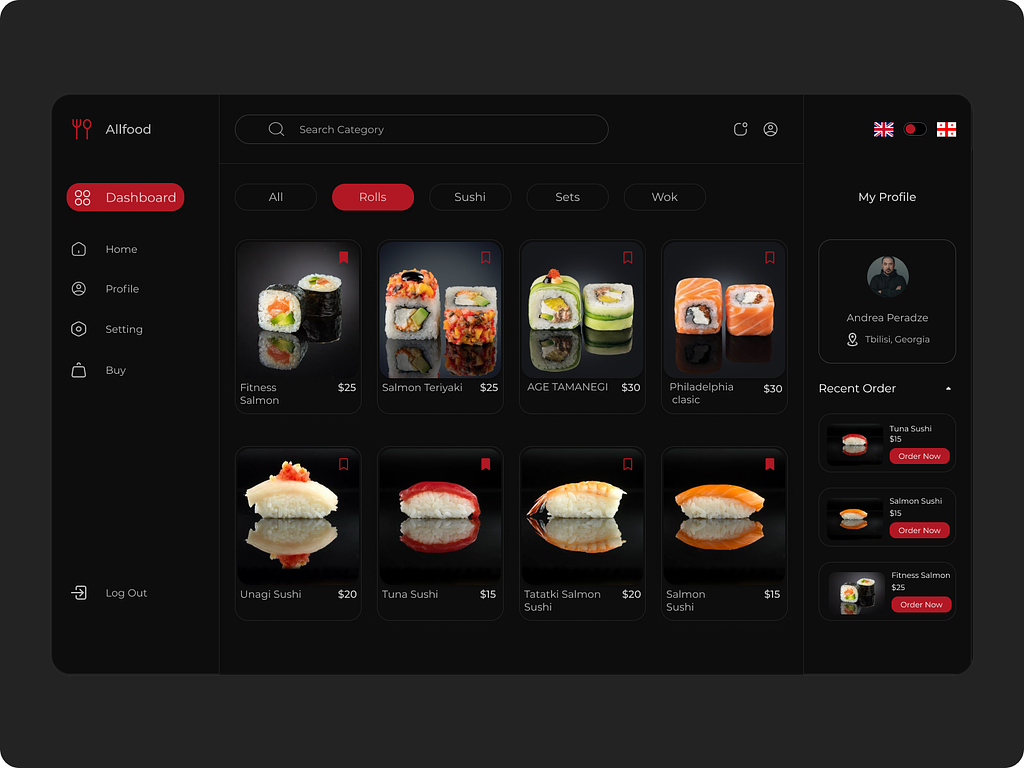 Allfood
Dashboard
Home
Profile
Setting
Buy
Log Out
Search Category
All
Rolls
Sushi
Sets
Wok
Fitness
Salmon
$25
Salmon Teriyaki
$25
AGE TAMANEGI
$30
Philadelphia
clasic
$30
Unagi Sushi
$20
Tuna Sushi
$15
Tatatki Salmon
Sushi
$20
Salmon
Sushi
$15
My Profile
Andrea Peradze
Tbilisi, Georgia
Recent Order
Tuna Sushi
$15
Order Now
Salmon Sushi
$15
Order Now
Fitness Salmon
$25
Order Now